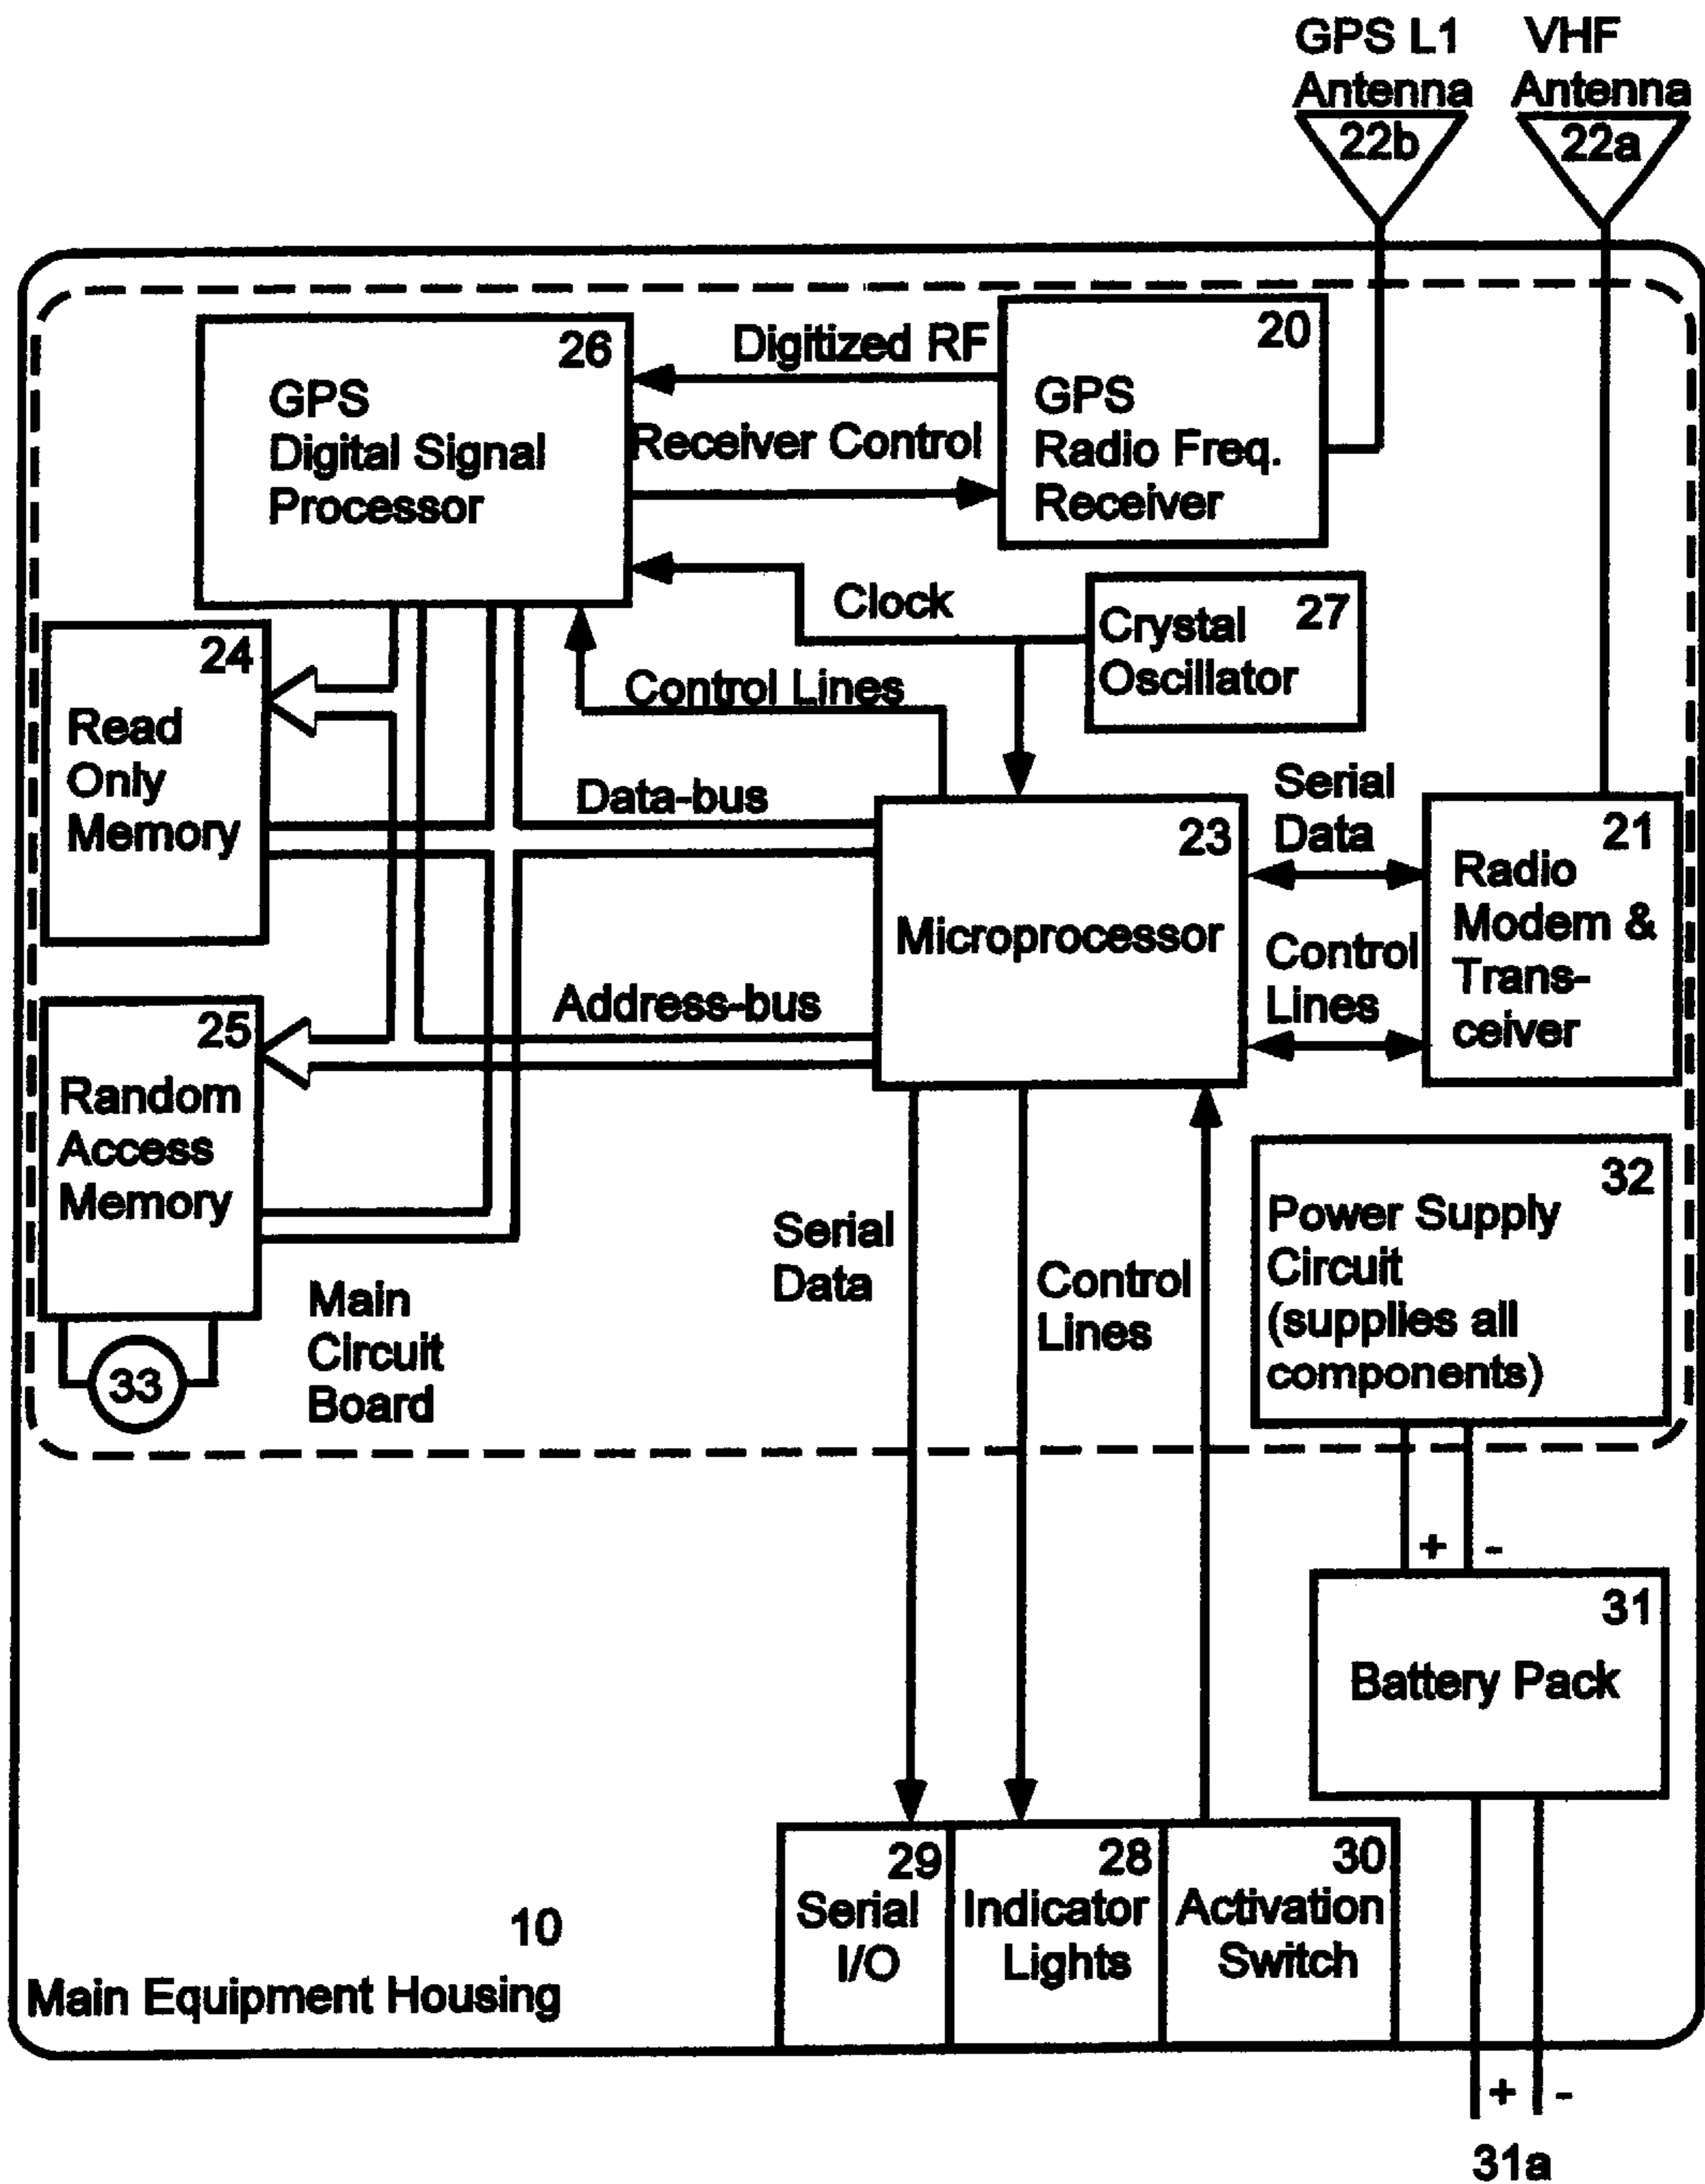 GPS L1
Antenna
22b
VHF
Antenna
22a
26
GPS
Digital Signal
Processor
Digitized RF
Receiver Control
20
GPS
Radio Freq.
Receiver
Clock
27
Crystal
Oscillator
24
Read
Only
Memory
Control Lines
Data-bus
23
Microprocessor
Serial
Data
Control
Lines
21
Radio
Modem &
Trans-
ceiver
25
Random
Access
Memory
Address-bus
33
Main
Circuit
Board
Serial
Data
Control
Lines
32
Power Supply
Circuit
(supplies all
components)
+ -
31
Battery Pack
29
Serial
I/O
28
Indicator
Lights
30
Activation
Switch
10
Main Equipment Housing
+ -
31a